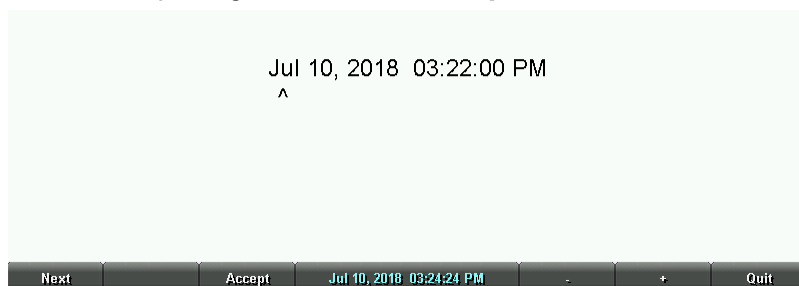 Jul 10, 2018 03:22:00 PM
^
Next Accept Jul 10, 2018 03:24:24 PM - + Quit